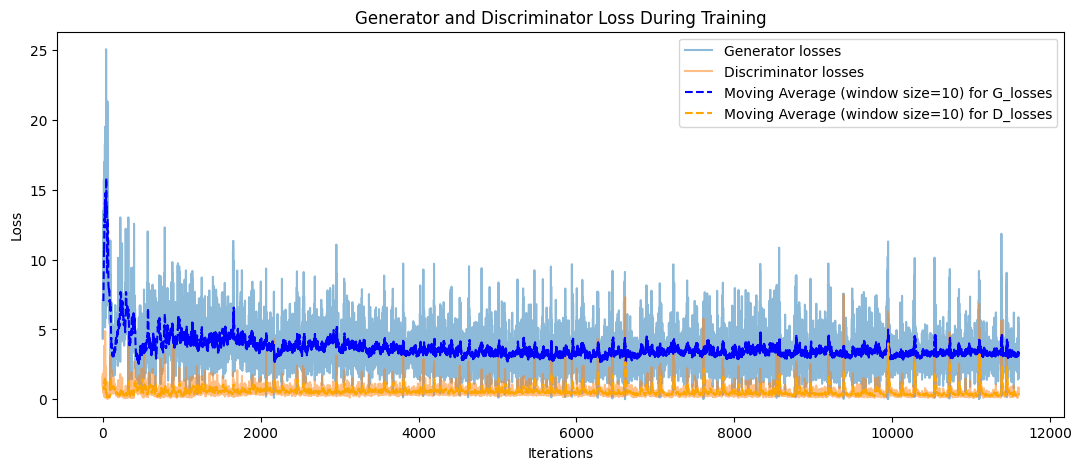 Generator and Discriminator Loss During Training
Generator losses
Discriminator losses
Moving Average (window size=10) for G_losses
Moving Average (window size=10) for D_losses
Loss
25
20
15
10
5
0
0 2000 4000 6000 8000 10000 12000
Iterations